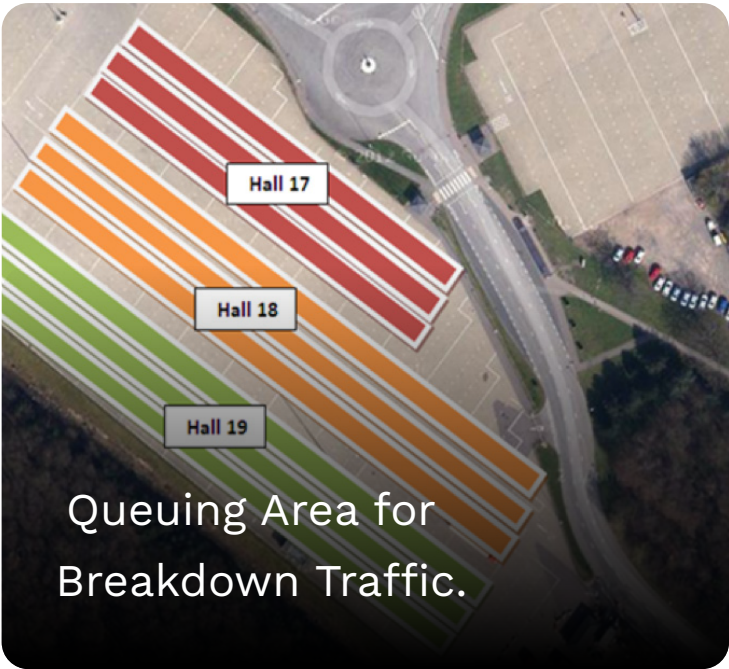 Hall 17
Hall 18
Hall 19
Queuing Area for
Breakdown Traffic.